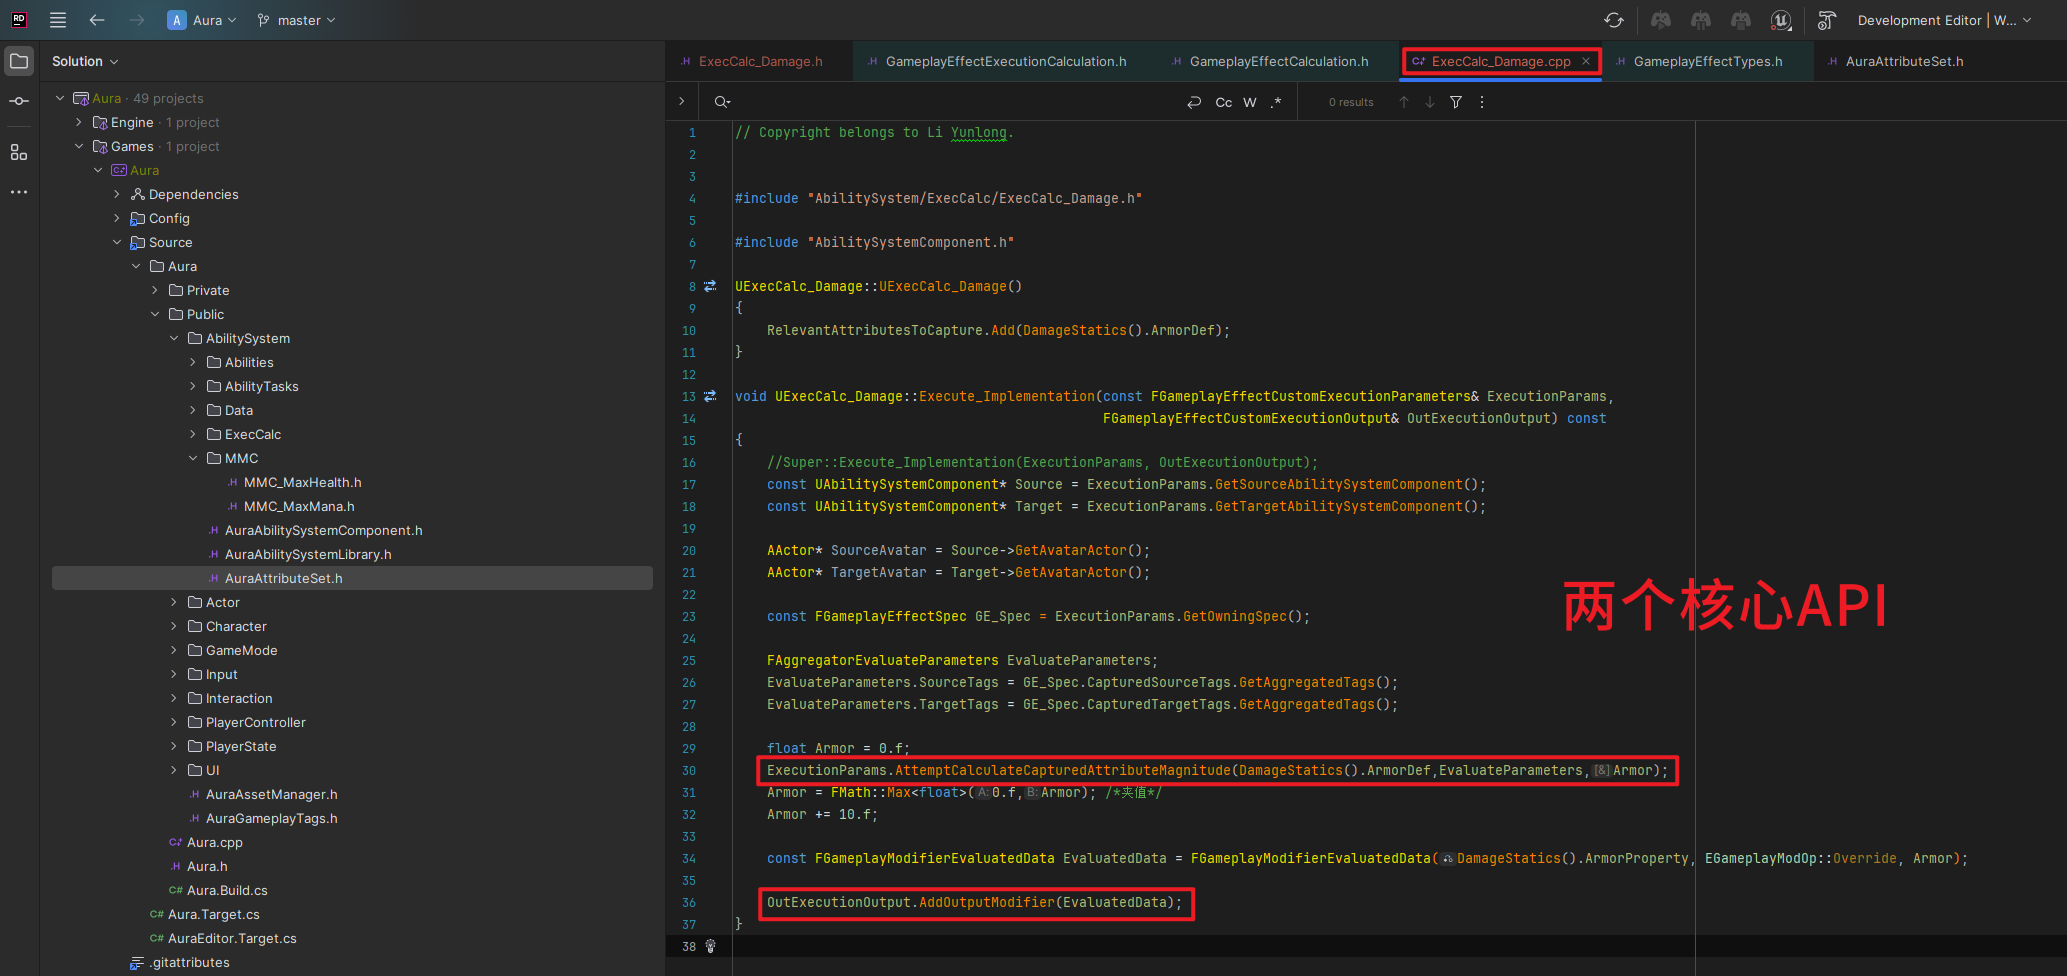 RD
A Aura
master
Development Editor | W...
Solution
ExecCalc_Damage.h
GameplayEffectExecutionCalculation.h
GameplayEffectCalculation.h
ExecCalc_Damage.cpp
GameplayEffectTypes.h
AuraAttributeSet.h
Cc W .* 0 results
Aura · 49 projects
Engine · 1 project
Games · 1 project
Aura
Dependencies
Config
Source
Aura
Private
Public
AbilitySystem
Abilities
AbilityTasks
Data
ExecCalc
MMC
MMC_MaxHealth.h
MMC_MaxMana.h
AuraAbilitySystemComponent.h
AuraAbilitySystemLibrary.h
AuraAttributeSet.h
Actor
Character
GameMode
Input
Interaction
PlayerController
PlayerState
UI
AuraAssetManager.h
AuraGameplayTags.h
Aura.cpp
Aura.h
Aura.Build.cs
Aura.Target.cs
AuraEditor.Target.cs
.gitattributes
1 // Copyright belongs to Li Yunlong.
2
3
4 #include "AbilitySystem/ExecCalc/ExecCalc_Damage.h"
5
6 #include "AbilitySystemComponent.h"
7
8 UExecCalc_Damage::UExecCalc_Damage()
9 {
10 RelevantAttributesToCapture.Add(DamageStatics().ArmorDef);
11 }
12
13 void UExecCalc_Damage::Execute_Implementation(const FGameplayEffectCustomExecutionParameters& ExecutionParams,
14 FGameplayEffectCustomExecutionOutput& OutExecutionOutput) const
15 {
16 //Super::Execute_Implementation(ExecutionParams, OutExecutionOutput);
17 const UAbilitySystemComponent* Source = ExecutionParams.GetSourceAbilitySystemComponent();
18 const UAbilitySystemComponent* Target = ExecutionParams.GetTargetAbilitySystemComponent();
19
20 AActor* SourceAvatar = Source->GetAvatarActor();
21 AActor* TargetAvatar = Target->GetAvatarActor();
22
23 const FGameplayEffectSpec GE_Spec = ExecutionParams.GetOwningSpec();
24
25 FAggregatorEvaluateParameters EvaluateParameters;
26 EvaluateParameters.SourceTags = GE_Spec.CapturedSourceTags.GetAggregatedTags();
27 EvaluateParameters.TargetTags = GE_Spec.CapturedTargetTags.GetAggregatedTags();
28
29 float Armor = 0.f;
30 ExecutionParams.AttemptCalculateCapturedAttributeMagnitude(DamageStatics().ArmorDef,EvaluateParameters,[&]Armor);
31 Armor = FMath::Max<float>(A:0.f,B:Armor); /*夹值*/
32 Armor += 10.f;
33
34 const FGameplayModifierEvaluatedData EvaluatedData = FGameplayModifierEvaluatedData(DamageStatics().ArmorProperty, EGameplayModOp::Override, Armor);
35
36 OutExecutionOutput.AddOutputModifier(EvaluatedData);
37 }
38
两个核心API